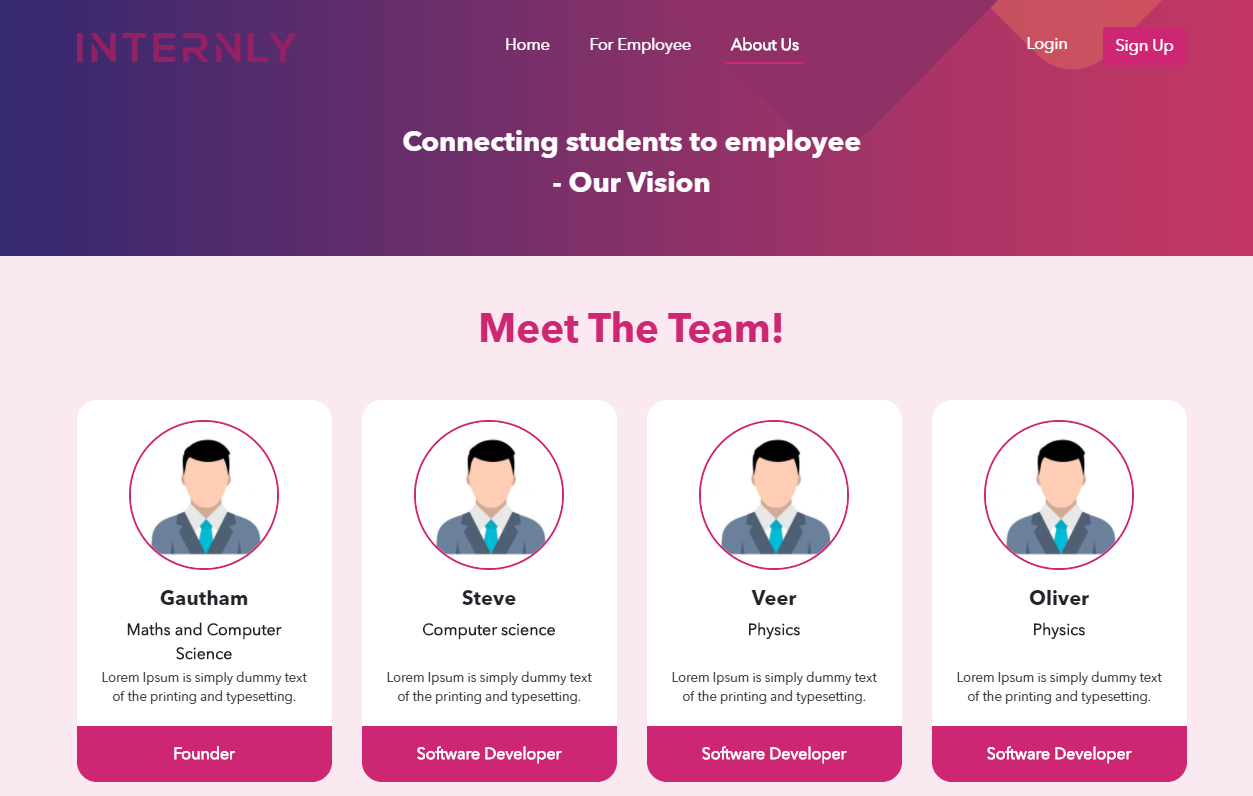 INTERNLY
Home
For Employee
About Us
Login
Sign Up
Connecting students to employee
- Our Vision
Meet The Team!
Gautham
Maths and Computer
Science
Lorem Ipsum is simply dummy text
of the printing and typesetting.
Founder
Steve
Computer science
Lorem Ipsum is simply dummy text
of the printing and typesetting.
Software Developer
Veer
Physics
Lorem Ipsum is simply dummy text
of the printing and typesetting.
Software Developer
Oliver
Physics
Lorem Ipsum is simply dummy text
of the printing and typesetting.
Software Developer